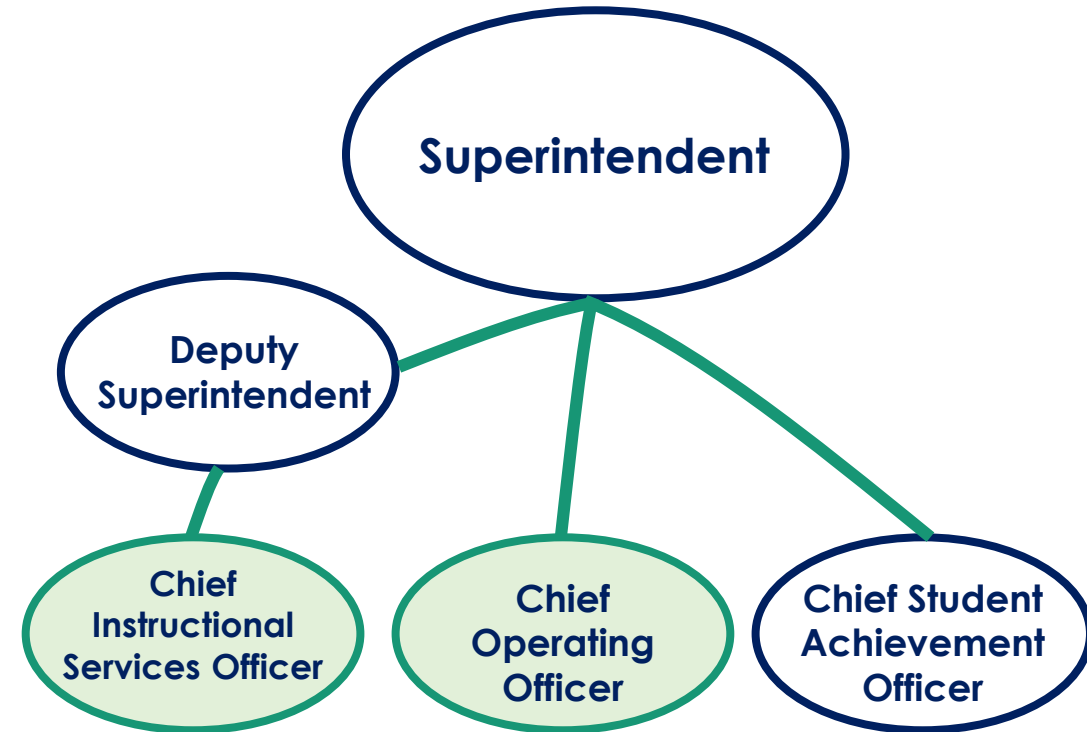 Superintendent
Deputy
Superintendent
Chief
Instructional
Services Officer
Chief
Operating
Officer
Chief Student
Achievement
Officer